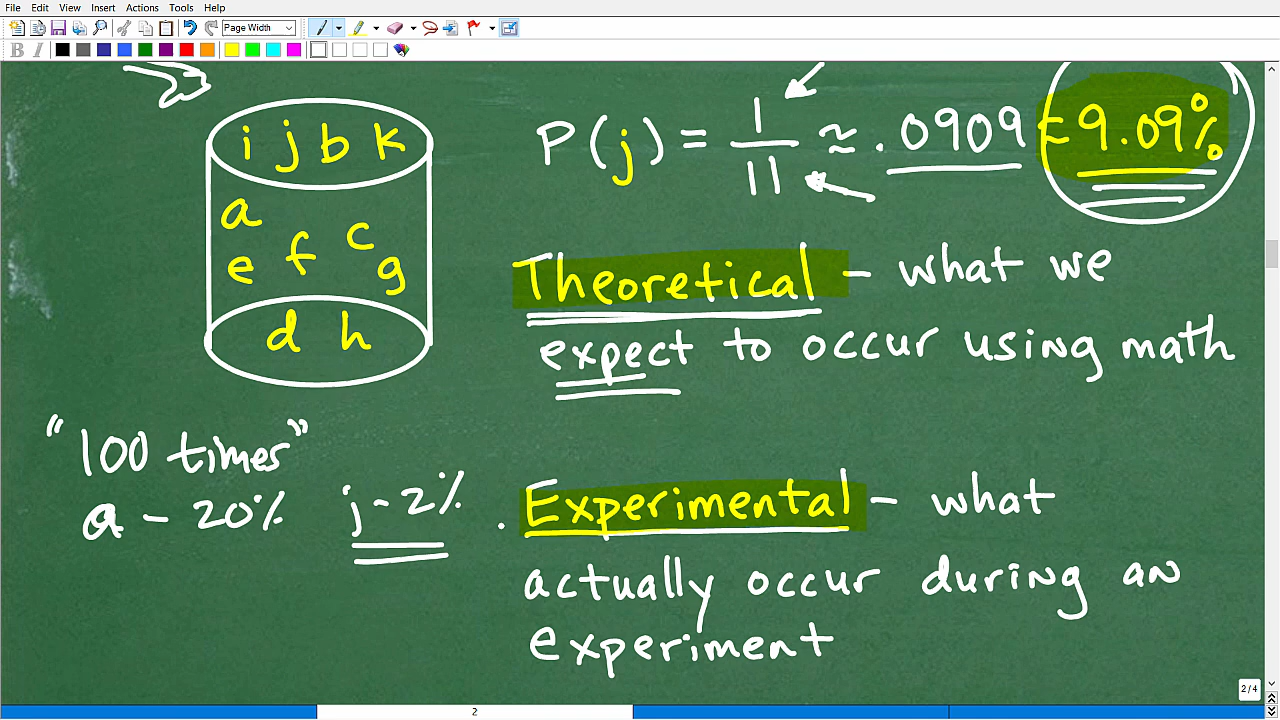 File Edit View Insert Actions Tools Help
Page Width
B I
i j b k
a
c
e f g
d h
P(j) = 1/11 ≈ .0909 = 9.09%
Theoretical - what we
expect to occur using math
"100 times"
a - 20% j - 2%
. Experimental - what
actually occur during an
experiment
2/4
2